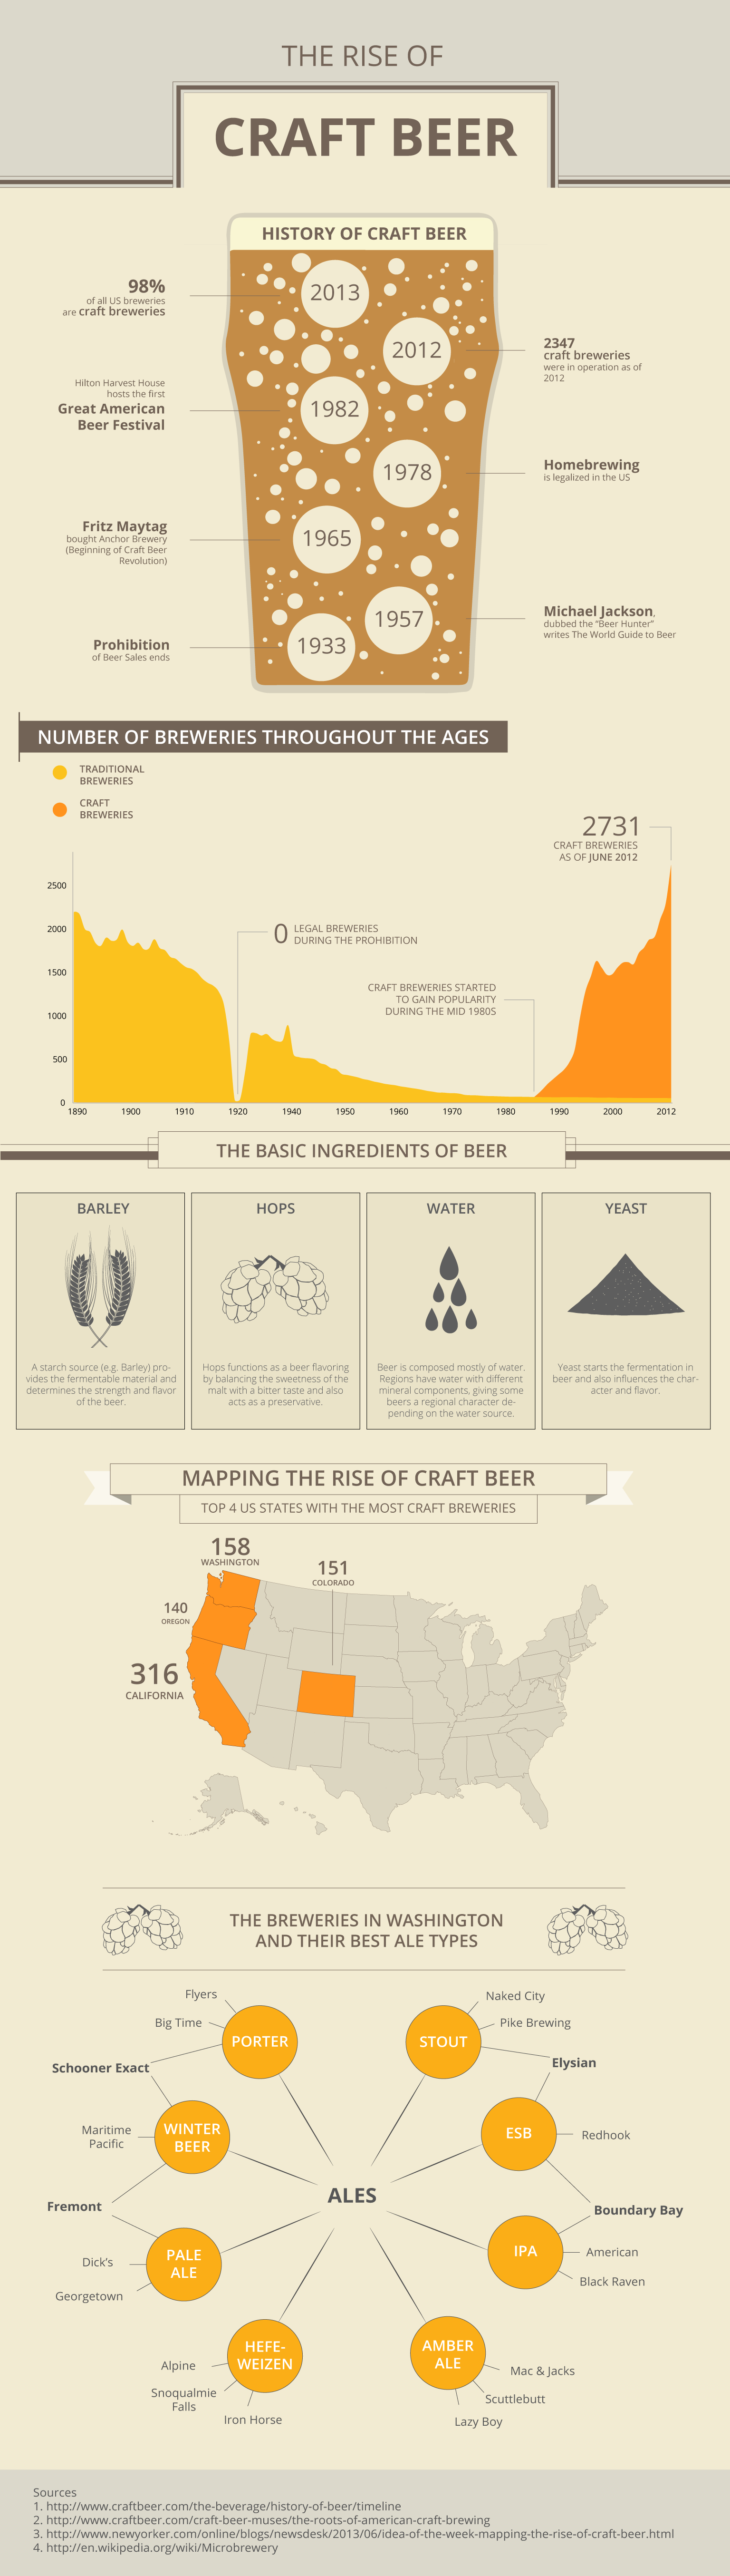 THE RISE OF
CRAFT BEER
HISTORY OF CRAFT BEER
2013
98%
of all US breweries
are craft breweries
2012
2347
craft breweries
were in operation as of
2012
1982
Hilton Harvest House
hosts the first
Great American
Beer Festival
1978
Homebrewing
is legalized in the US
1965
Fritz Maytag
bought Anchor Brewery
(Beginning of Craft Beer
Revolution)
1957
Michael Jackson,
dubbed the "Beer Hunter"
writes The World Guide to Beer
1933
Prohibition
of Beer Sales ends
NUMBER OF BREWERIES THROUGHOUT THE AGES
TRADITIONAL
BREWERIES
CRAFT
BREWERIES
2731
CRAFT BREWERIES
AS OF JUNE 2012
0 LEGAL BREWERIES
DURING THE PROHIBITION
CRAFT BREWERIES STARTED
TO GAIN POPULARITY
DURING THE MID 1980S
2500
2000
1500
1000
500
0
1890 1900 1910 1920 1940 1950 1960 1970 1980 1990 2000 2012
THE BASIC INGREDIENTS OF BEER
BARLEY
A starch source (e.g. Barley) pro-
vides the fermentable material and
determines the strength and flavor
of the beer.
HOPS
Hops functions as a beer flavoring
by balancing the sweetness of the
malt with a bitter taste and also
acts as a preservative.
WATER
Beer is composed mostly of water.
Regions have water with different
mineral components, giving some
beers a regional character de-
pending on the water source.
YEAST
Yeast starts the fermentation in
beer and also influences the char-
acter and flavor.
MAPPING THE RISE OF CRAFT BEER
TOP 4 US STATES WITH THE MOST CRAFT BREWERIES
158
WASHINGTON
151
COLORADO
140
OREGON
316
CALIFORNIA
THE BREWERIES IN WASHINGTON
AND THEIR BEST ALE TYPES
ALES
PORTER
Flyers
Big Time
Schooner Exact
WINTER
BEER
Maritime
Pacific
Fremont
PALE
ALE
Dick's
Georgetown
HEFE-
WEIZEN
Alpine
Snoqualmie
Falls
Iron Horse
STOUT
Naked City
Pike Brewing
Elysian
ESB
Redhook
Boundary Bay
IPA
American
Black Raven
AMBER
ALE
Mac & Jacks
Scuttlebutt
Lazy Boy
Sources
1. http://www.craftbeer.com/the-beverage/history-of-beer/timeline
2. http://www.craftbeer.com/craft-beer-muses/the-roots-of-american-craft-brewing
3. http://www.newyorker.com/online/blogs/newsdesk/2013/06/idea-of-the-week-mapping-the-rise-of-craft-beer.html
4. http://en.wikipedia.org/wiki/Microbrewery